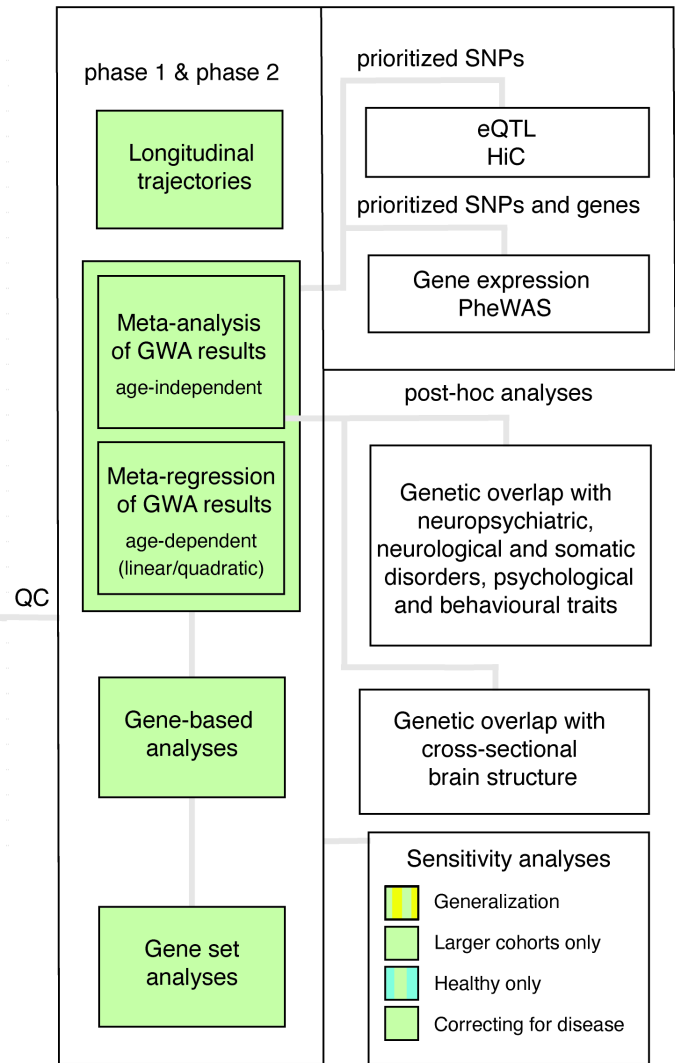 phase 1 & phase 2
Longitudinal
trajectories
Meta-analysis
of GWA results
age-independent
Meta-regression
of GWA results
age-dependent
(linear/quadratic)
QC
Gene-based
analyses
Gene set
analyses
prioritized SNPs
eQTL
HiC
prioritized SNPs and genes
Gene expression
PheWAS
post-hoc analyses
Genetic overlap with
neuropsychiatric,
neurological and somatic
disorders, psychological
and behavioural traits
Genetic overlap with
cross-sectional
brain structure
Sensitivity analyses
Generalization
Larger cohorts only
Healthy only
Correcting for disease